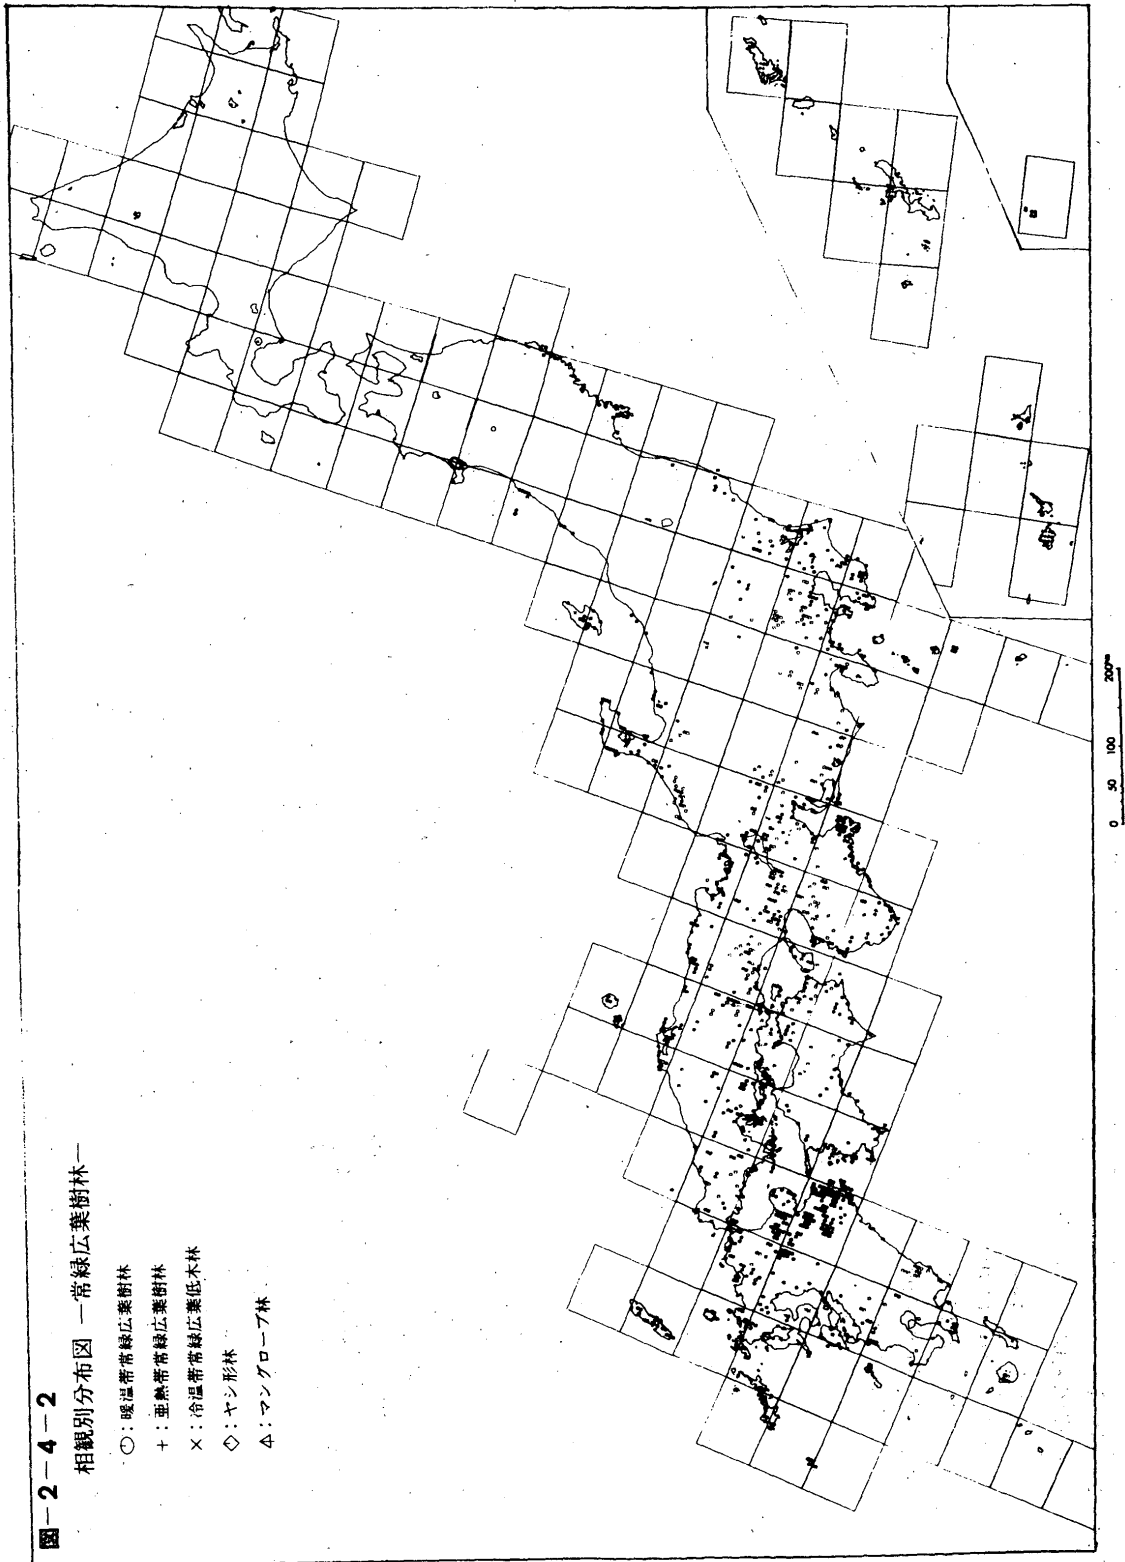 図-2-4-2
相観別分布図 ―常緑広葉樹林―
○：暖温帯常緑広葉樹林
+：亜熱帯常緑広葉樹林
×：冷温帯常緑広葉低木林
◇：ヤシ形林
△：マングローブ林
0 50 100 200km